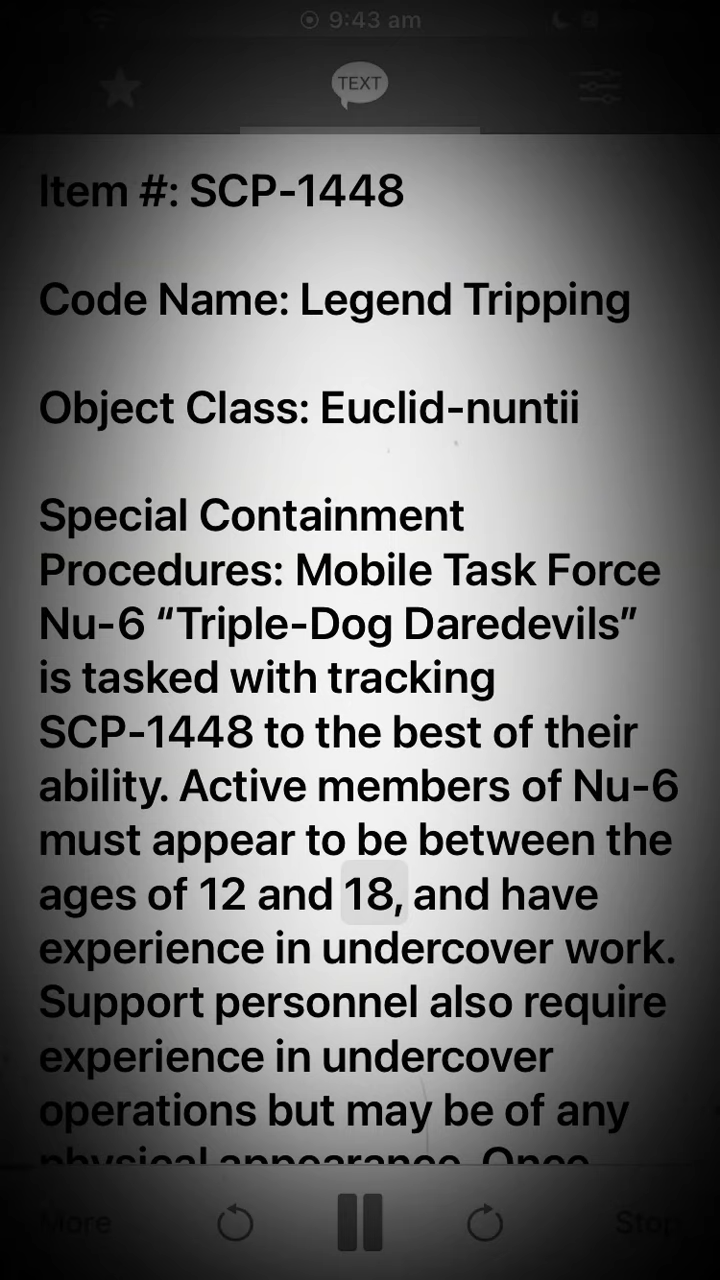 9:43 am
TEXT
Item #: SCP-1448
Code Name: Legend Tripping
Object Class: Euclid-nuntii
Special Containment
Procedures: Mobile Task Force
Nu-6 “Triple-Dog Daredevils”
is tasked with tracking
SCP-1448 to the best of their
ability. Active members of Nu-6
must appear to be between the
ages of 12 and 18, and have
experience in undercover work.
Support personnel also require
experience in undercover
operations but may be of any
physical appearance. Once
More
Stop